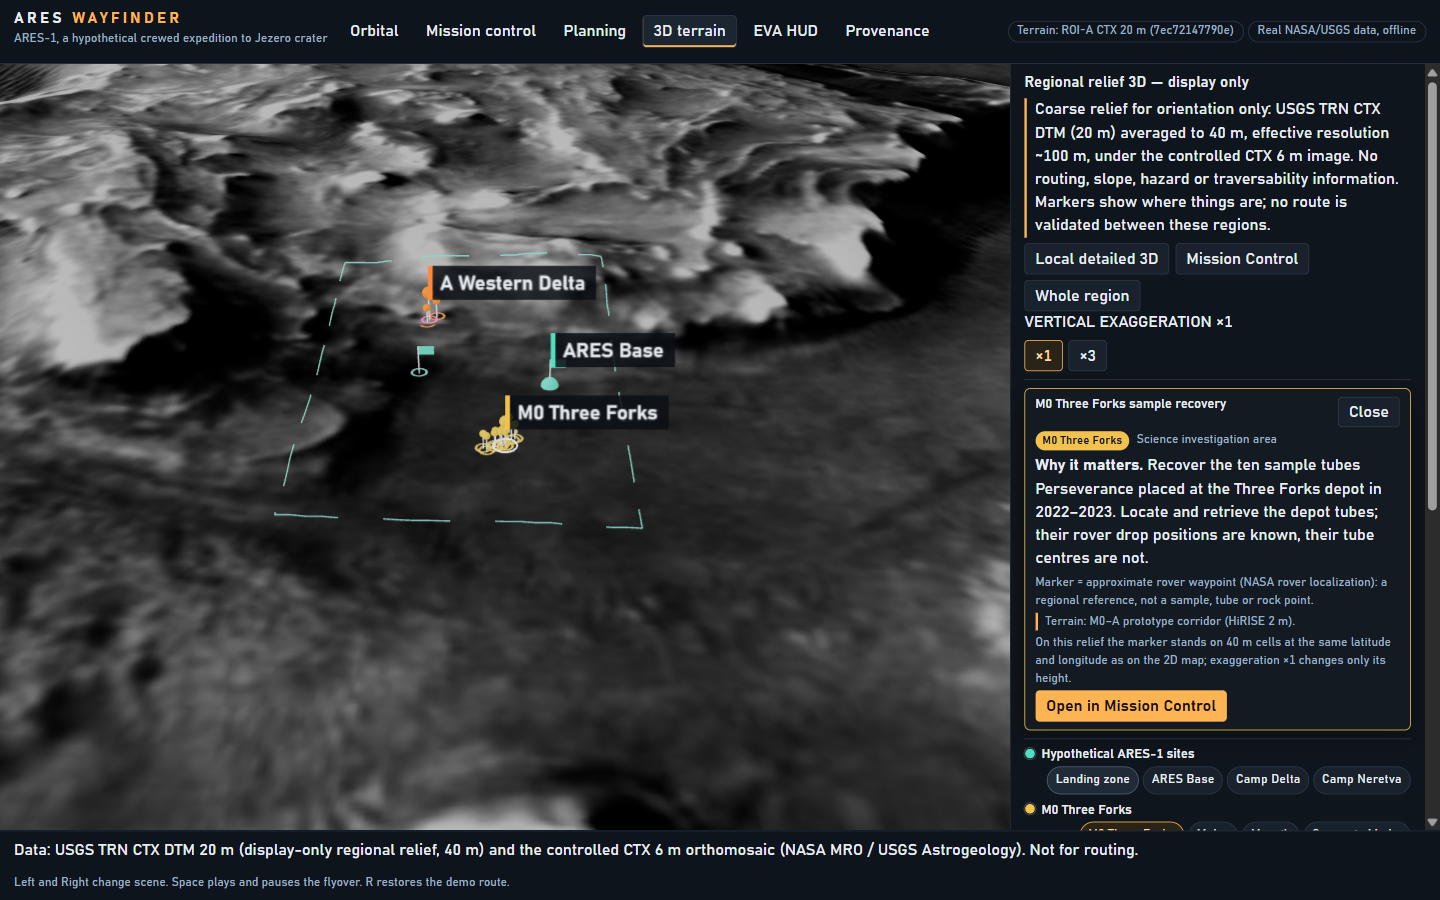 ARES WAYFINDER
ARES-1, a hypothetical crewed expedition to Jezero crater
Orbital
Mission control
Planning
3D terrain
EVA HUD
Provenance
Terrain: ROI-A CTX 20 m (7ec72147790e)
Real NASA/USGS data, offline
A Western Delta
ARES Base
M0 Three Forks
Regional relief 3D — display only
Coarse relief for orientation only: USGS TRN CTX
DTM (20 m) averaged to 40 m, effective resolution
~100 m, under the controlled CTX 6 m image. No
routing, slope, hazard or traversability information.
Markers show where things are; no route is
validated between these regions.
Local detailed 3D
Mission Control
Whole region
VERTICAL EXAGGERATION ×1
×1
×3
M0 Three Forks sample recovery
Close
M0 Three Forks
Science investigation area
Why it matters. Recover the ten sample tubes
Perseverance placed at the Three Forks depot in
2022–2023. Locate and retrieve the depot tubes;
their rover drop positions are known, their tube
centres are not.
Marker = approximate rover waypoint (NASA rover localization): a
regional reference, not a sample, tube or rock point.
Terrain: M0-A prototype corridor (HiRISE 2 m).
On this relief the marker stands on 40 m cells at the same latitude
and longitude as on the 2D map; exaggeration ×1 changes only its
height.
Open in Mission Control
Hypothetical ARES-1 sites
Landing zone
ARES Base
Camp Delta
Camp Neretva
M0 Three Forks
Data: USGS TRN CTX DTM 20 m (display-only regional relief, 40 m) and the controlled CTX 6 m orthomosaic (NASA MRO / USGS Astrogeology). Not for routing.
Left and Right change scene. Space plays and pauses the flyover. R restores the demo route.